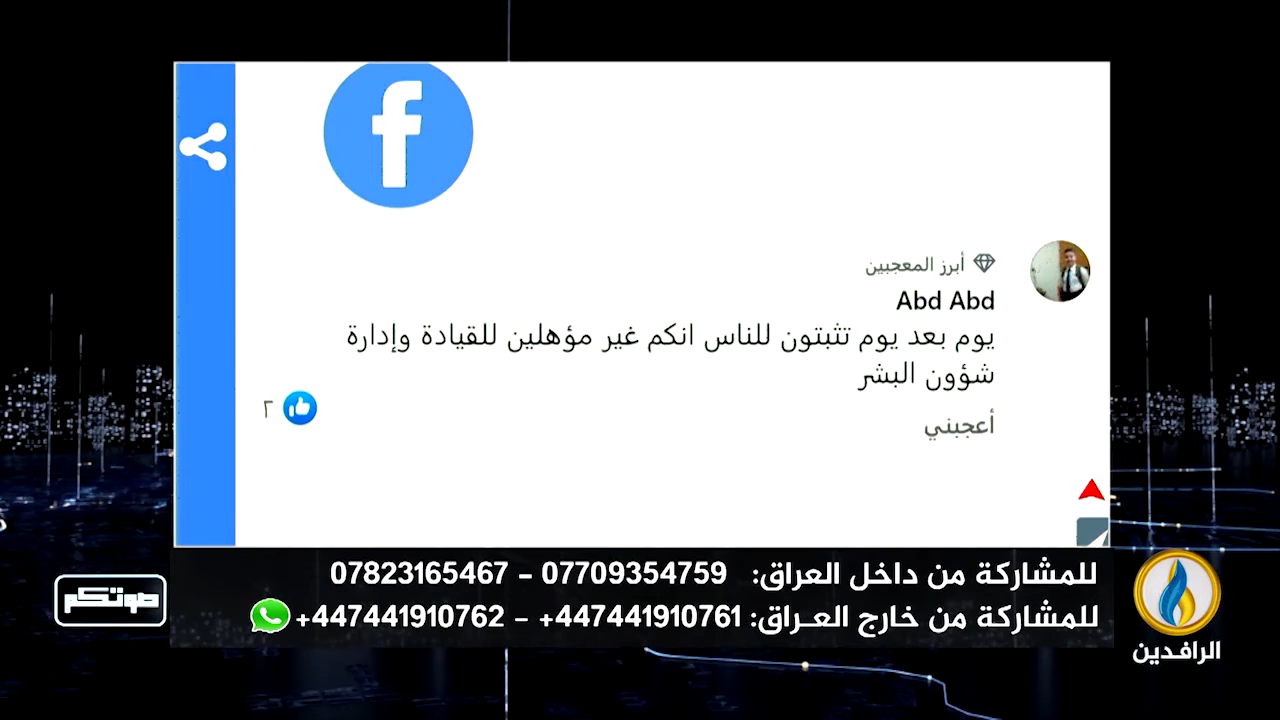 أبرز المعجبين
Abd Abd
يوم بعد يوم تثبتون للناس انكم غير مؤهلين للقيادة وإدارة
شؤون البشر
أعجبني
٢
للمشاركة من داخل العراق: 07709354759 - 07823165467
للمشاركة من خارج العـراق: 447441910761+ - 447441910762+
صوتكم
الرافدين